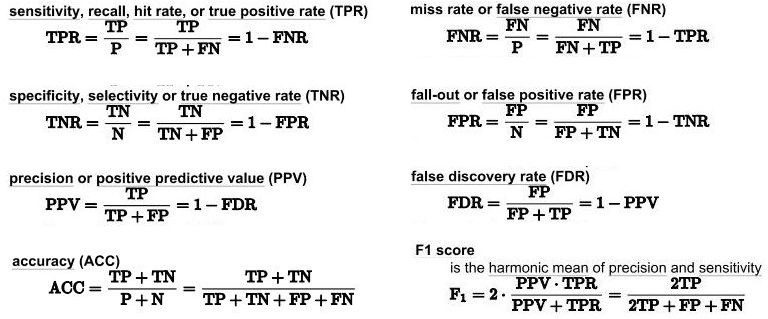 sensitivity, recall, hit rate, or true positive rate (TPR)
TPR = TP/P = TP/(TP + FN) = 1 − FNR
miss rate or false negative rate (FNR)
FNR = FN/P = FN/(FN + TP) = 1 − TPR
specificity, selectivity or true negative rate (TNR)
TNR = TN/N = TN/(TN + FP) = 1 − FPR
fall-out or false positive rate (FPR)
FPR = FP/N = FP/(FP + TN) = 1 − TNR
precision or positive predictive value (PPV)
PPV = TP/(TP + FP) = 1 − FDR
false discovery rate (FDR)
FDR = FP/(FP + TP) = 1 − PPV
accuracy (ACC)
ACC = (TP + TN)/(P + N) = (TP + TN)/(TP + TN + FP + FN)
F1 score
is the harmonic mean of precision and sensitivity
F₁ = 2 · (PPV · TPR)/(PPV + TPR) = 2TP/(2TP + FP + FN)